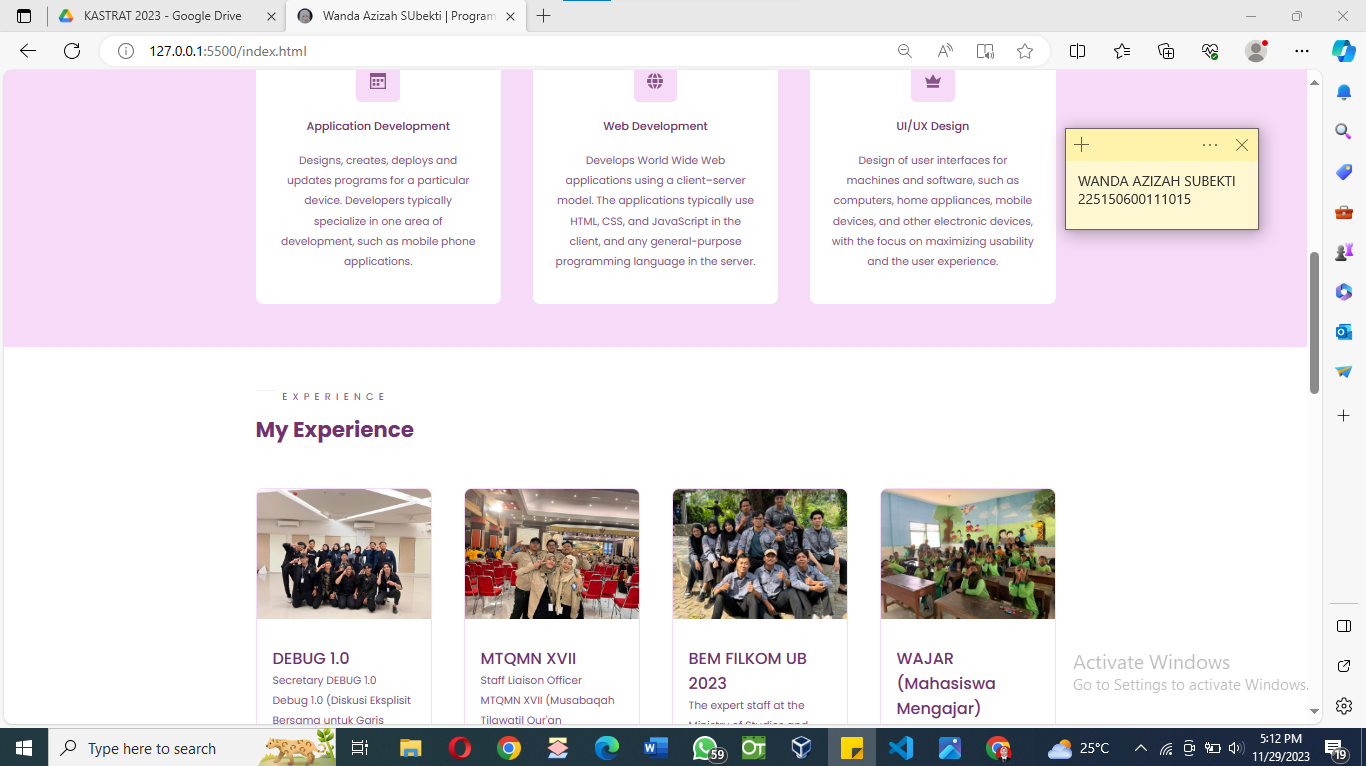 KASTRAT 2023 - Google Drive
Wanda Azizah SUbekti | Program
127.0.0.1:5500/index.html
Application Development
Designs, creates, deploys and
updates programs for a particular
device. Developers typically
specialize in one area of
development, such as mobile phone
applications.
Web Development
Develops World Wide Web
applications using a client–server
model. The applications typically use
HTML, CSS, and JavaScript in the
client, and any general-purpose
programming language in the server.
UI/UX Design
Design of user interfaces for
machines and software, such as
computers, home appliances, mobile
devices, and other electronic devices,
with the focus on maximizing usability
and the user experience.
WANDA AZIZAH SUBEKTI
225150600111015
EXPERIENCE
My Experience
DEBUG 1.0
Secretary DEBUG 1.0
Debug 1.0 (Diskusi Eksplisit
Bersama untuk Garis
MTQMN XVII
Staff Liaison Officer
MTQMN XVII (Musabaqah
Tilawatil Qur'an
BEM FILKOM UB
2023
The expert staff at the
Ministry of Studies and
WAJAR
(Mahasiswa
Mengajar)
Activate Windows
Go to Settings to activate Windows.
Type here to search
59
OT
25°C
5:12 PM
11/29/2023
19